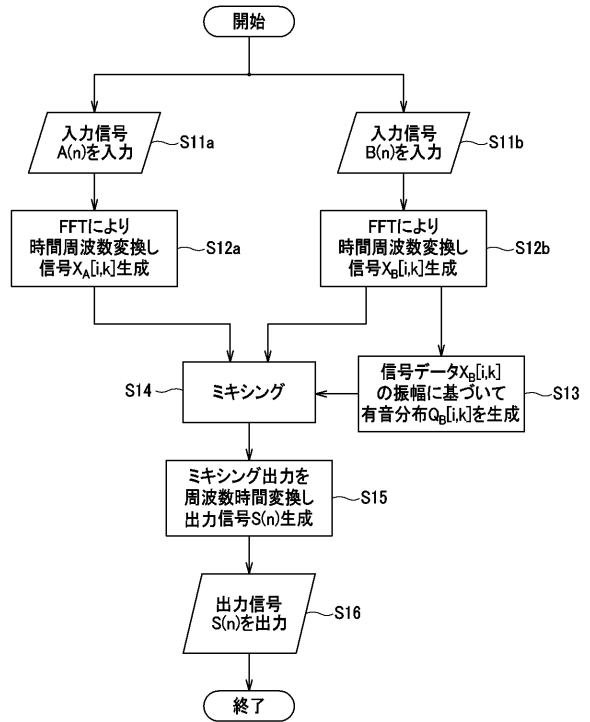 開始
入力信号
A(n)を入力
S11a
入力信号
B(n)を入力
S11b
FFTにより
時間周波数変換し
信号XA[i,k]生成
S12a
FFTにより
時間周波数変換し
信号XB[i,k]生成
S12b
S14
ミキシング
信号データXB[i,k]
の振幅に基づいて
有音分布QB[i,k]を生成
S13
ミキシング出力を
周波数時間変換し
出力信号S(n)生成
S15
出力信号
S(n)を出力
S16
終了